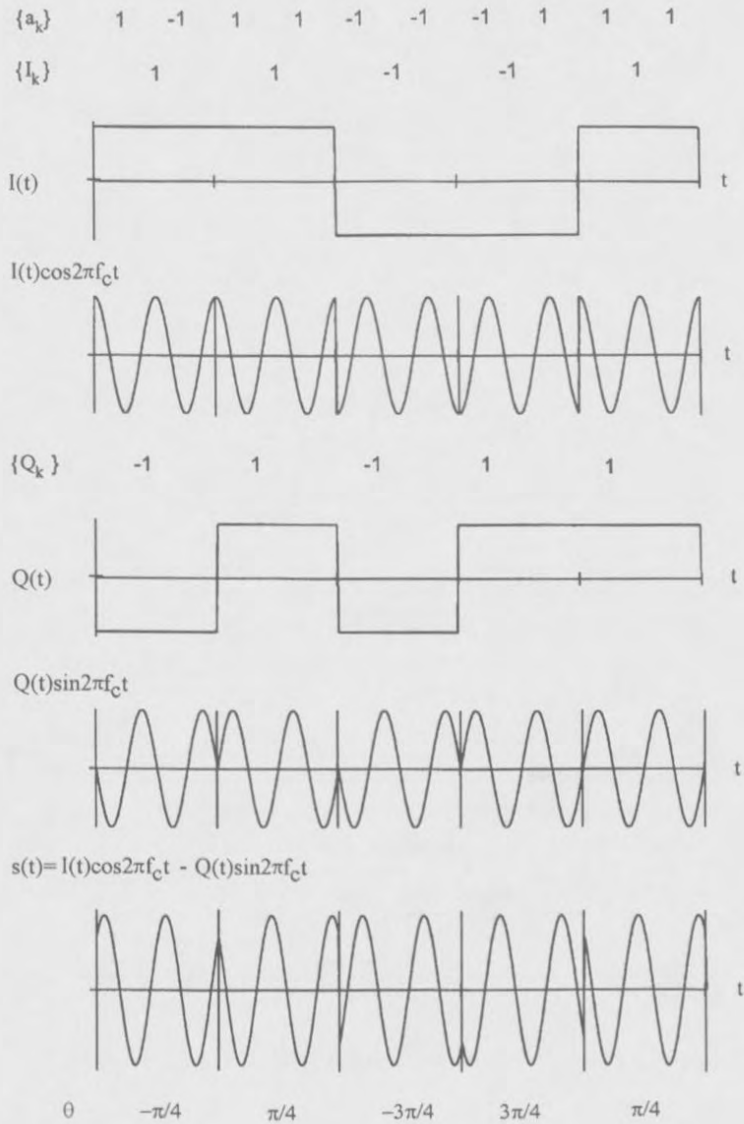 {a_k} 1 -1 1 1 -1 -1 -1 1 1 1
{I_k} 1 1 -1 -1 1
I(t) t
I(t)cos2πf_ct
t
{Q_k} -1 1 -1 1 1
Q(t) t
Q(t)sin2πf_ct
t
s(t)= I(t)cos2πf_ct - Q(t)sin2πf_ct
t
θ −π/4 π/4 -3π/4 3π/4 π/4